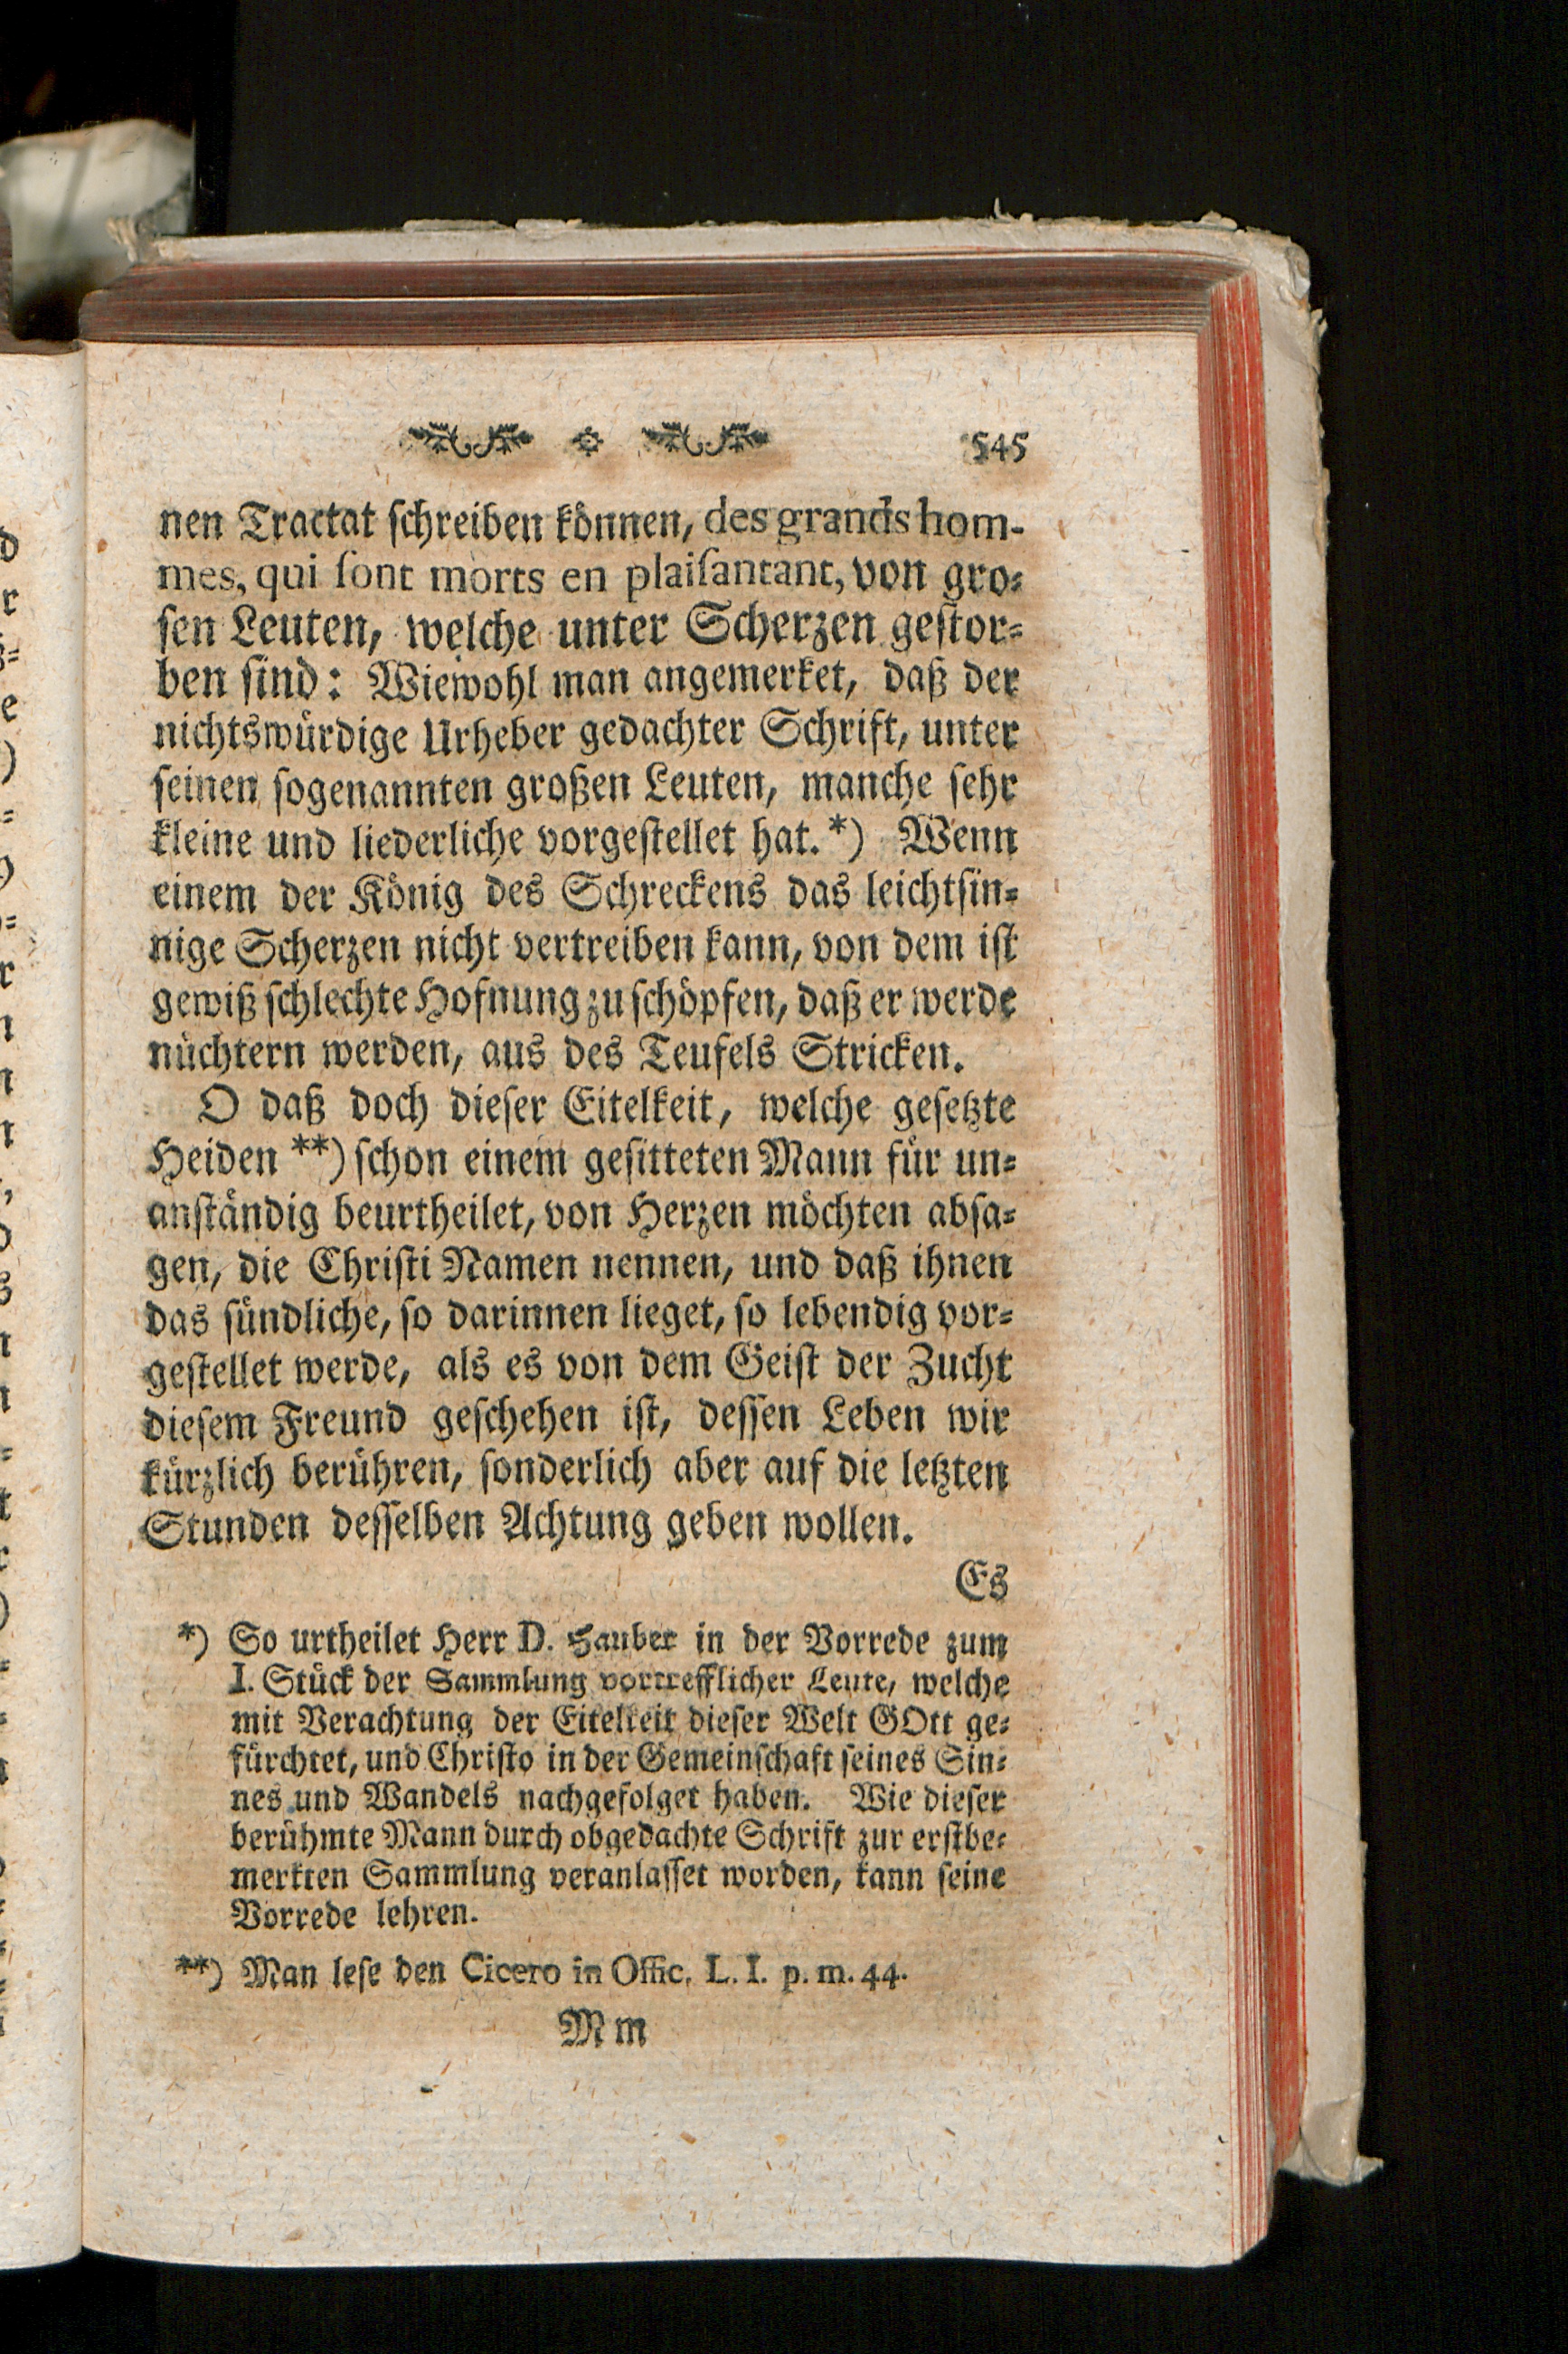 545
nen Tractat schreiben können, des grands hom-
mes, qui sont morts en plaisantant, von gro-
sen Leuten, welche unter Scherzen gestor-
ben sind: Wiewohl man angemerket, daß der
nichtswürdige Urheber gedachter Schrift, unter
seinen sogenannten großen Leuten, manche sehr
kleine und liederliche vorgestellet hat.*) Wenn
einem der König des Schreckens das leichtsin-
nige Scherzen nicht vertreiben kann, von dem ist
gewiß schlechte Hofnung zu schöpfen, daß er werde
nüchtern werden, aus des Teufels Stricken.
O daß doch dieser Eitelkeit, welche gesetzte
Heiden **) schon einem gesitteten Mann für un-
anständig beurtheilet, von Herzen möchten absa-
gen, die Christi Namen nennen, und daß ihnen
das sündliche, so darinnen lieget, so lebendig vor-
gestellet werde, als es von dem Geist der Zucht
diesem Freund geschehen ist, dessen Leben wir
kürzlich berühren, sonderlich aber auf die letzten
Stunden desselben Achtung geben wollen.
Es
*) So urtheilet Herr D. Hauber in der Vorrede zum
I. Stück der Sammlung vortrefflicher Leute, welche
mit Verachtung der Eitelkeit dieser Welt GOtt ge-
fürchtet, und Christo in der Gemeinschaft seines Sin-
nes und Wandels nachgefolget haben. Wie dieser
berühmte Mann durch obgedachte Schrift zur erstbe-
merkten Sammlung veranlasset worden, kann seine
Vorrede lehren.
**) Man lese den Cicero in Offic. L. I. p. m. 44.
M m